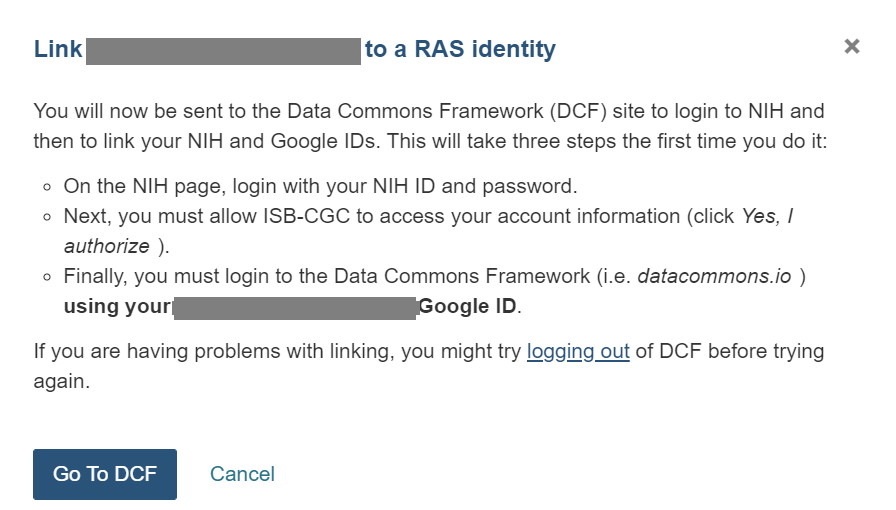 Link to a RAS identity
You will now be sent to the Data Commons Framework (DCF) site to login to NIH and
then to link your NIH and Google IDs. This will take three steps the first time you do it:
On the NIH page, login with your NIH ID and password.
Next, you must allow ISB-CGC to access your account information (click Yes, I
authorize ).
Finally, you must login to the Data Commons Framework (i.e. datacommons.io )
using your Google ID.
If you are having problems with linking, you might try logging out of DCF before trying
again.
Go To DCF Cancel